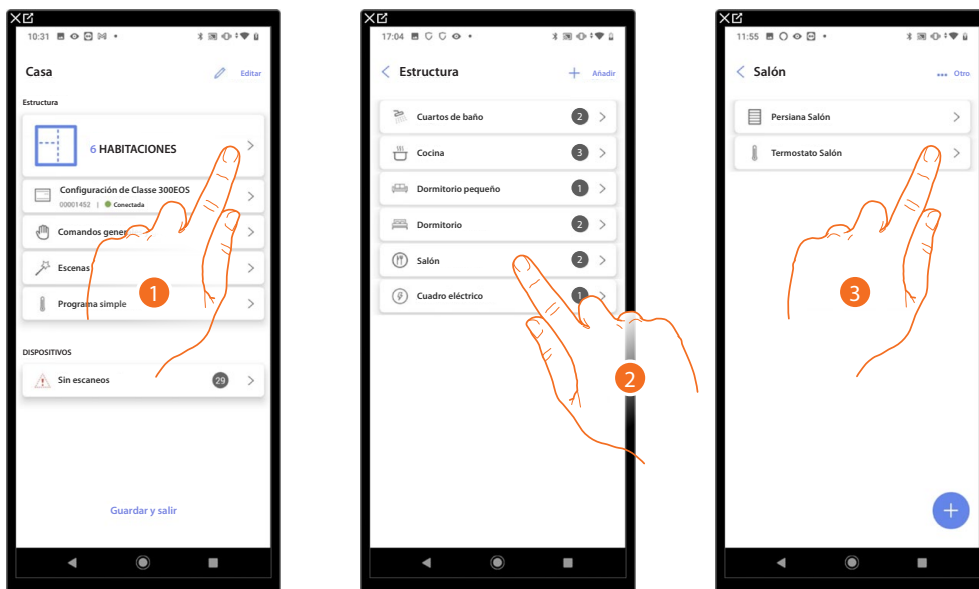 10:31
Casa
Editar
Estructura
6 HABITACIONES
Configuración de Classe 300EOS
00001452 | Conectada
Comandos gener
Escenas
Programa simple
1
DISPOSITIVOS
Sin escaneos
29
Guardar y salir
17:04
Estructura
Añadir
Cuartos de baño
2
Cocina
3
Dormitorio pequeño
1
Dormitorio
2
Salón
2
Cuadro eléctrico
1
2
11:55
Salón
Otro
Persiana Salón
Termostato Salón
3